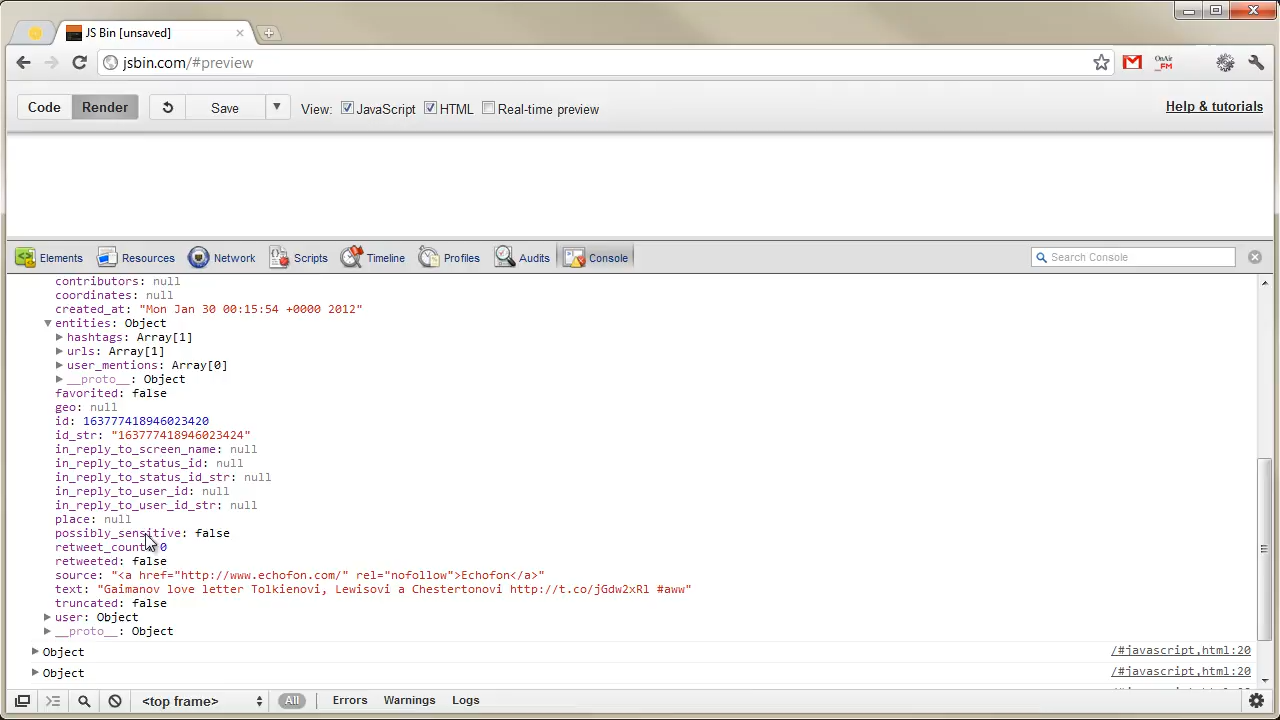 JS Bin [unsaved]
jsbin.com/#preview
OnAir
_FM
Code Render Save View: JavaScript HTML Real-time preview Help & tutorials
Elements Resources Network Scripts Timeline Profiles Audits Console Search Console
contributors: null
coordinates: null
created_at: "Mon Jan 30 00:15:54 +0000 2012"
entities: Object
hashtags: Array[1]
urls: Array[1]
user_mentions: Array[0]
__proto__: Object
favorited: false
geo: null
id: 163777418946023420
id_str: "163777418946023424"
in_reply_to_screen_name: null
in_reply_to_status_id: null
in_reply_to_status_id_str: null
in_reply_to_user_id: null
in_reply_to_user_id_str: null
place: null
possibly_sensitive: false
retweet_count: 0
retweeted: false
source: "<a href="http://www.echofon.com/" rel="nofollow">Echofon</a>"
text: "Gaimanov love letter Tolkienovi, Lewisovi a Chestertonovi http://t.co/jGdw2xRl #aww"
truncated: false
user: Object
__proto__: Object
Object /#javascript,html:20
Object /#javascript,html:20
<top frame> All Errors Warnings Logs